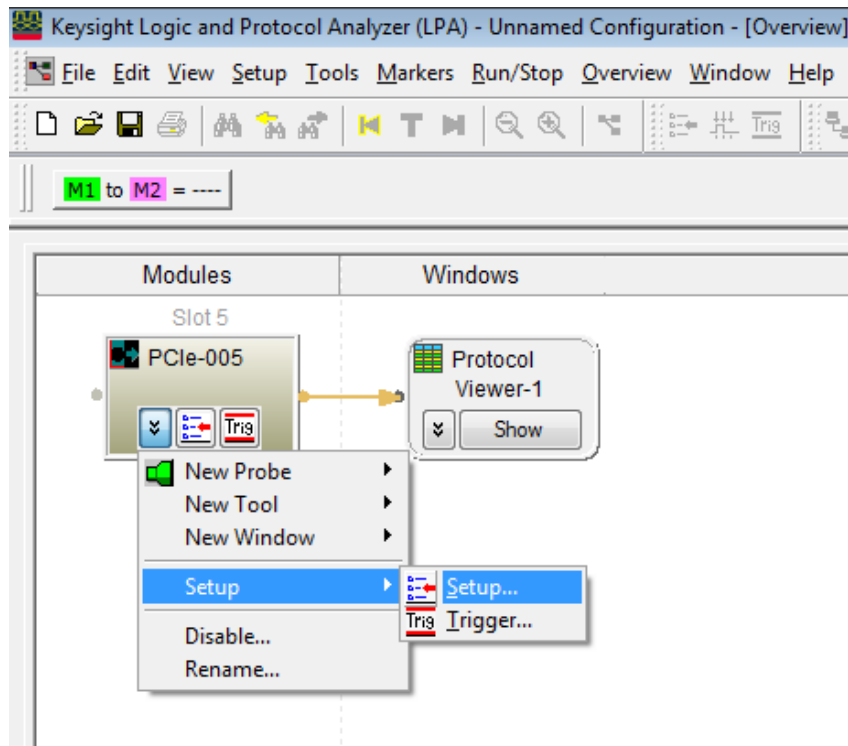 Keysight Logic and Protocol Analyzer (LPA) - Unnamed Configuration - [Overview]
File Edit View Setup Tools Markers Run/Stop Overview Window Help
T Trig
M1 to M2 = ----
Modules Windows
Slot 5
PCIe-005
Trig
Protocol
Viewer-1
Show
New Probe
New Tool
New Window
Setup
Disable...
Rename...
Setup...
Trig Trigger...